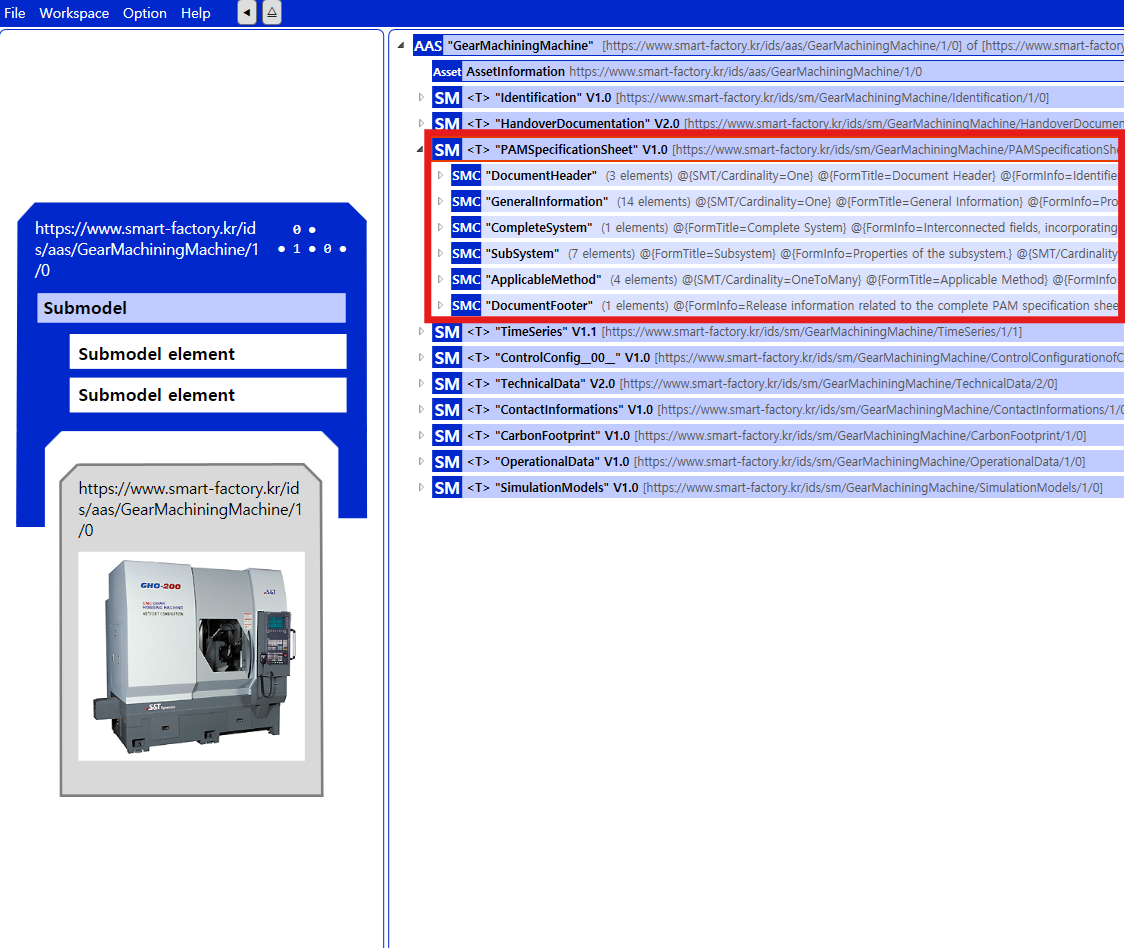 File Workspace Option Help
https://www.smart-factory.kr/id
s/aas/GearMachiningMachine/1
/0
0
1 0
Submodel
Submodel element
Submodel element
https://www.smart-factory.kr/id
s/aas/GearMachiningMachine/1
/0
GHO-200
S&T
CNC GEAR
HOBBING MACHINE
WET/DRY COMBINATION
S&T Dynamics
AAS "GearMachiningMachine" [https://www.smart-factory.kr/ids/aas/GearMachiningMachine/1/0] of [https://www.smart-factory
Asset AssetInformation https://www.smart-factory.kr/ids/aas/GearMachiningMachine/1/0
SM <T> "Identification" V1.0 [https://www.smart-factory.kr/ids/sm/GearMachiningMachine/Identification/1/0]
SM <T> "HandoverDocumentation" V2.0 [https://www.smart-factory.kr/ids/sm/GearMachiningMachine/HandoverDocumen
SM <T> "PAMSpecificationSheet" V1.0 [https://www.smart-factory.kr/ids/sm/GearMachiningMachine/PAMSpecificationSh
SMC "DocumentHeader" (3 elements) @{SMT/Cardinality=One} @{FormTitle=Document Header} @{FormInfo=Identifie
SMC "GeneralInformation" (14 elements) @{SMT/Cardinality=One} @{FormTitle=General Information} @{FormInfo=Pro
SMC "CompleteSystem" (1 elements) @{FormTitle=Complete System} @{FormInfo=Interconnected fields, incorporating
SMC "SubSystem" (7 elements) @{FormTitle=Subsystem} @{FormInfo=Properties of the subsystem.} @{SMT/Cardinality
SMC "ApplicableMethod" (4 elements) @{SMT/Cardinality=OneToMany} @{FormTitle=Applicable Method} @{FormInfo
SMC "DocumentFooter" (1 elements) @{FormInfo=Release information related to the complete PAM specification shee
SM <T> "TimeSeries" V1.1 [https://www.smart-factory.kr/ids/sm/GearMachiningMachine/TimeSeries/1/1]
SM <T> "ControlConfig__00__" V1.0 [https://www.smart-factory.kr/ids/sm/GearMachiningMachine/ControlConfigurationofC
SM <T> "TechnicalData" V2.0 [https://www.smart-factory.kr/ids/sm/GearMachiningMachine/TechnicalData/2/0]
SM <T> "ContactInformations" V1.0 [https://www.smart-factory.kr/ids/sm/GearMachiningMachine/ContactInformations/1/0
SM <T> "CarbonFootprint" V1.0 [https://www.smart-factory.kr/ids/sm/GearMachiningMachine/CarbonFootprint/1/0]
SM <T> "OperationalData" V1.0 [https://www.smart-factory.kr/ids/sm/GearMachiningMachine/OperationalData/1/0]
SM <T> "SimulationModels" V1.0 [https://www.smart-factory.kr/ids/sm/GearMachiningMachine/SimulationModels/1/0]